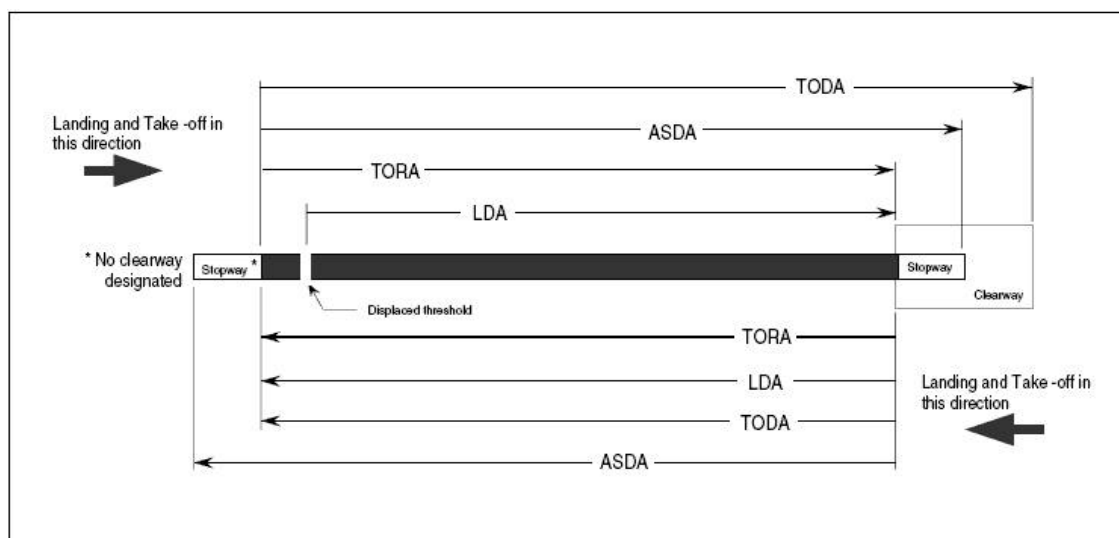 TODA
Landing and Take -off in
this direction
ASDA
TORA
LDA
* No clearway
designated
Stopway *
Stopway
Clearway
Displaced threshold
TORA
LDA
Landing and Take -off in
this direction
TODA
ASDA